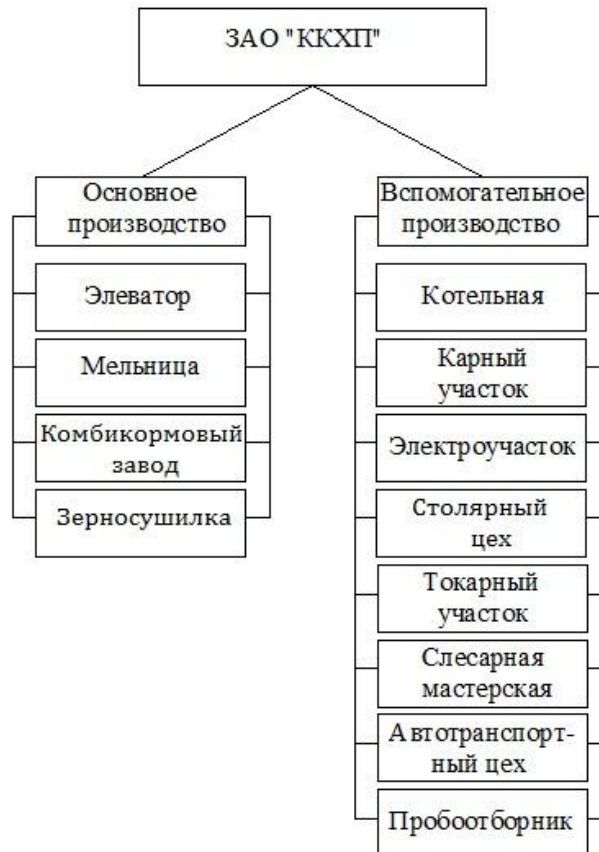 ЗАО "ККХП"
Основное
производство
Элеватор
Мельница
Комбикормовый
завод
Зерносушилка
Вспомогательное
производство
Котельная
Карный
участок
Электроучасток
Столярный
цех
Токарный
участок
Слесарная
мастерская
Автотранспорт-
ный цех
Пробоотборник